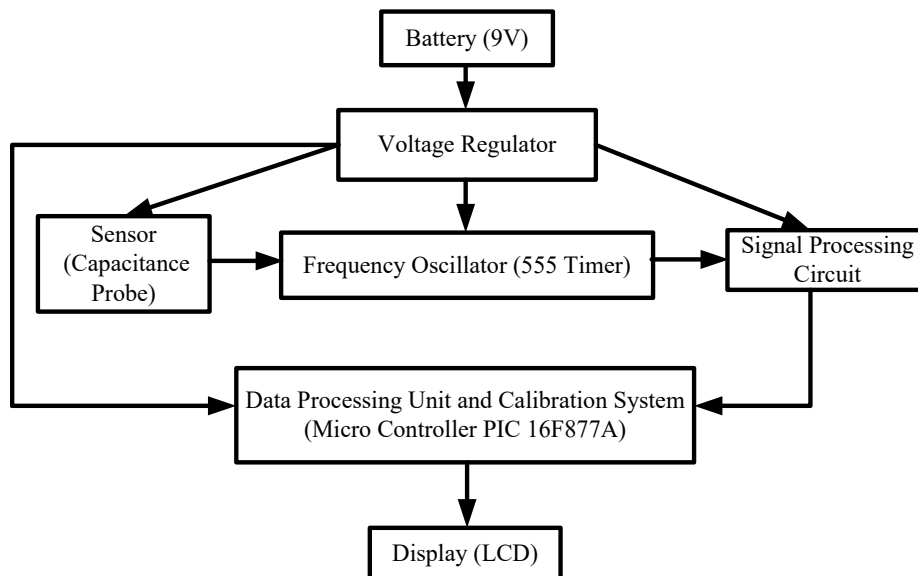 Battery (9V)
Voltage Regulator
Sensor
(Capacitance
Probe)
Frequency Oscillator (555 Timer)
Signal Processing
Circuit
Data Processing Unit and Calibration System
(Micro Controller PIC 16F877A)
Display (LCD)